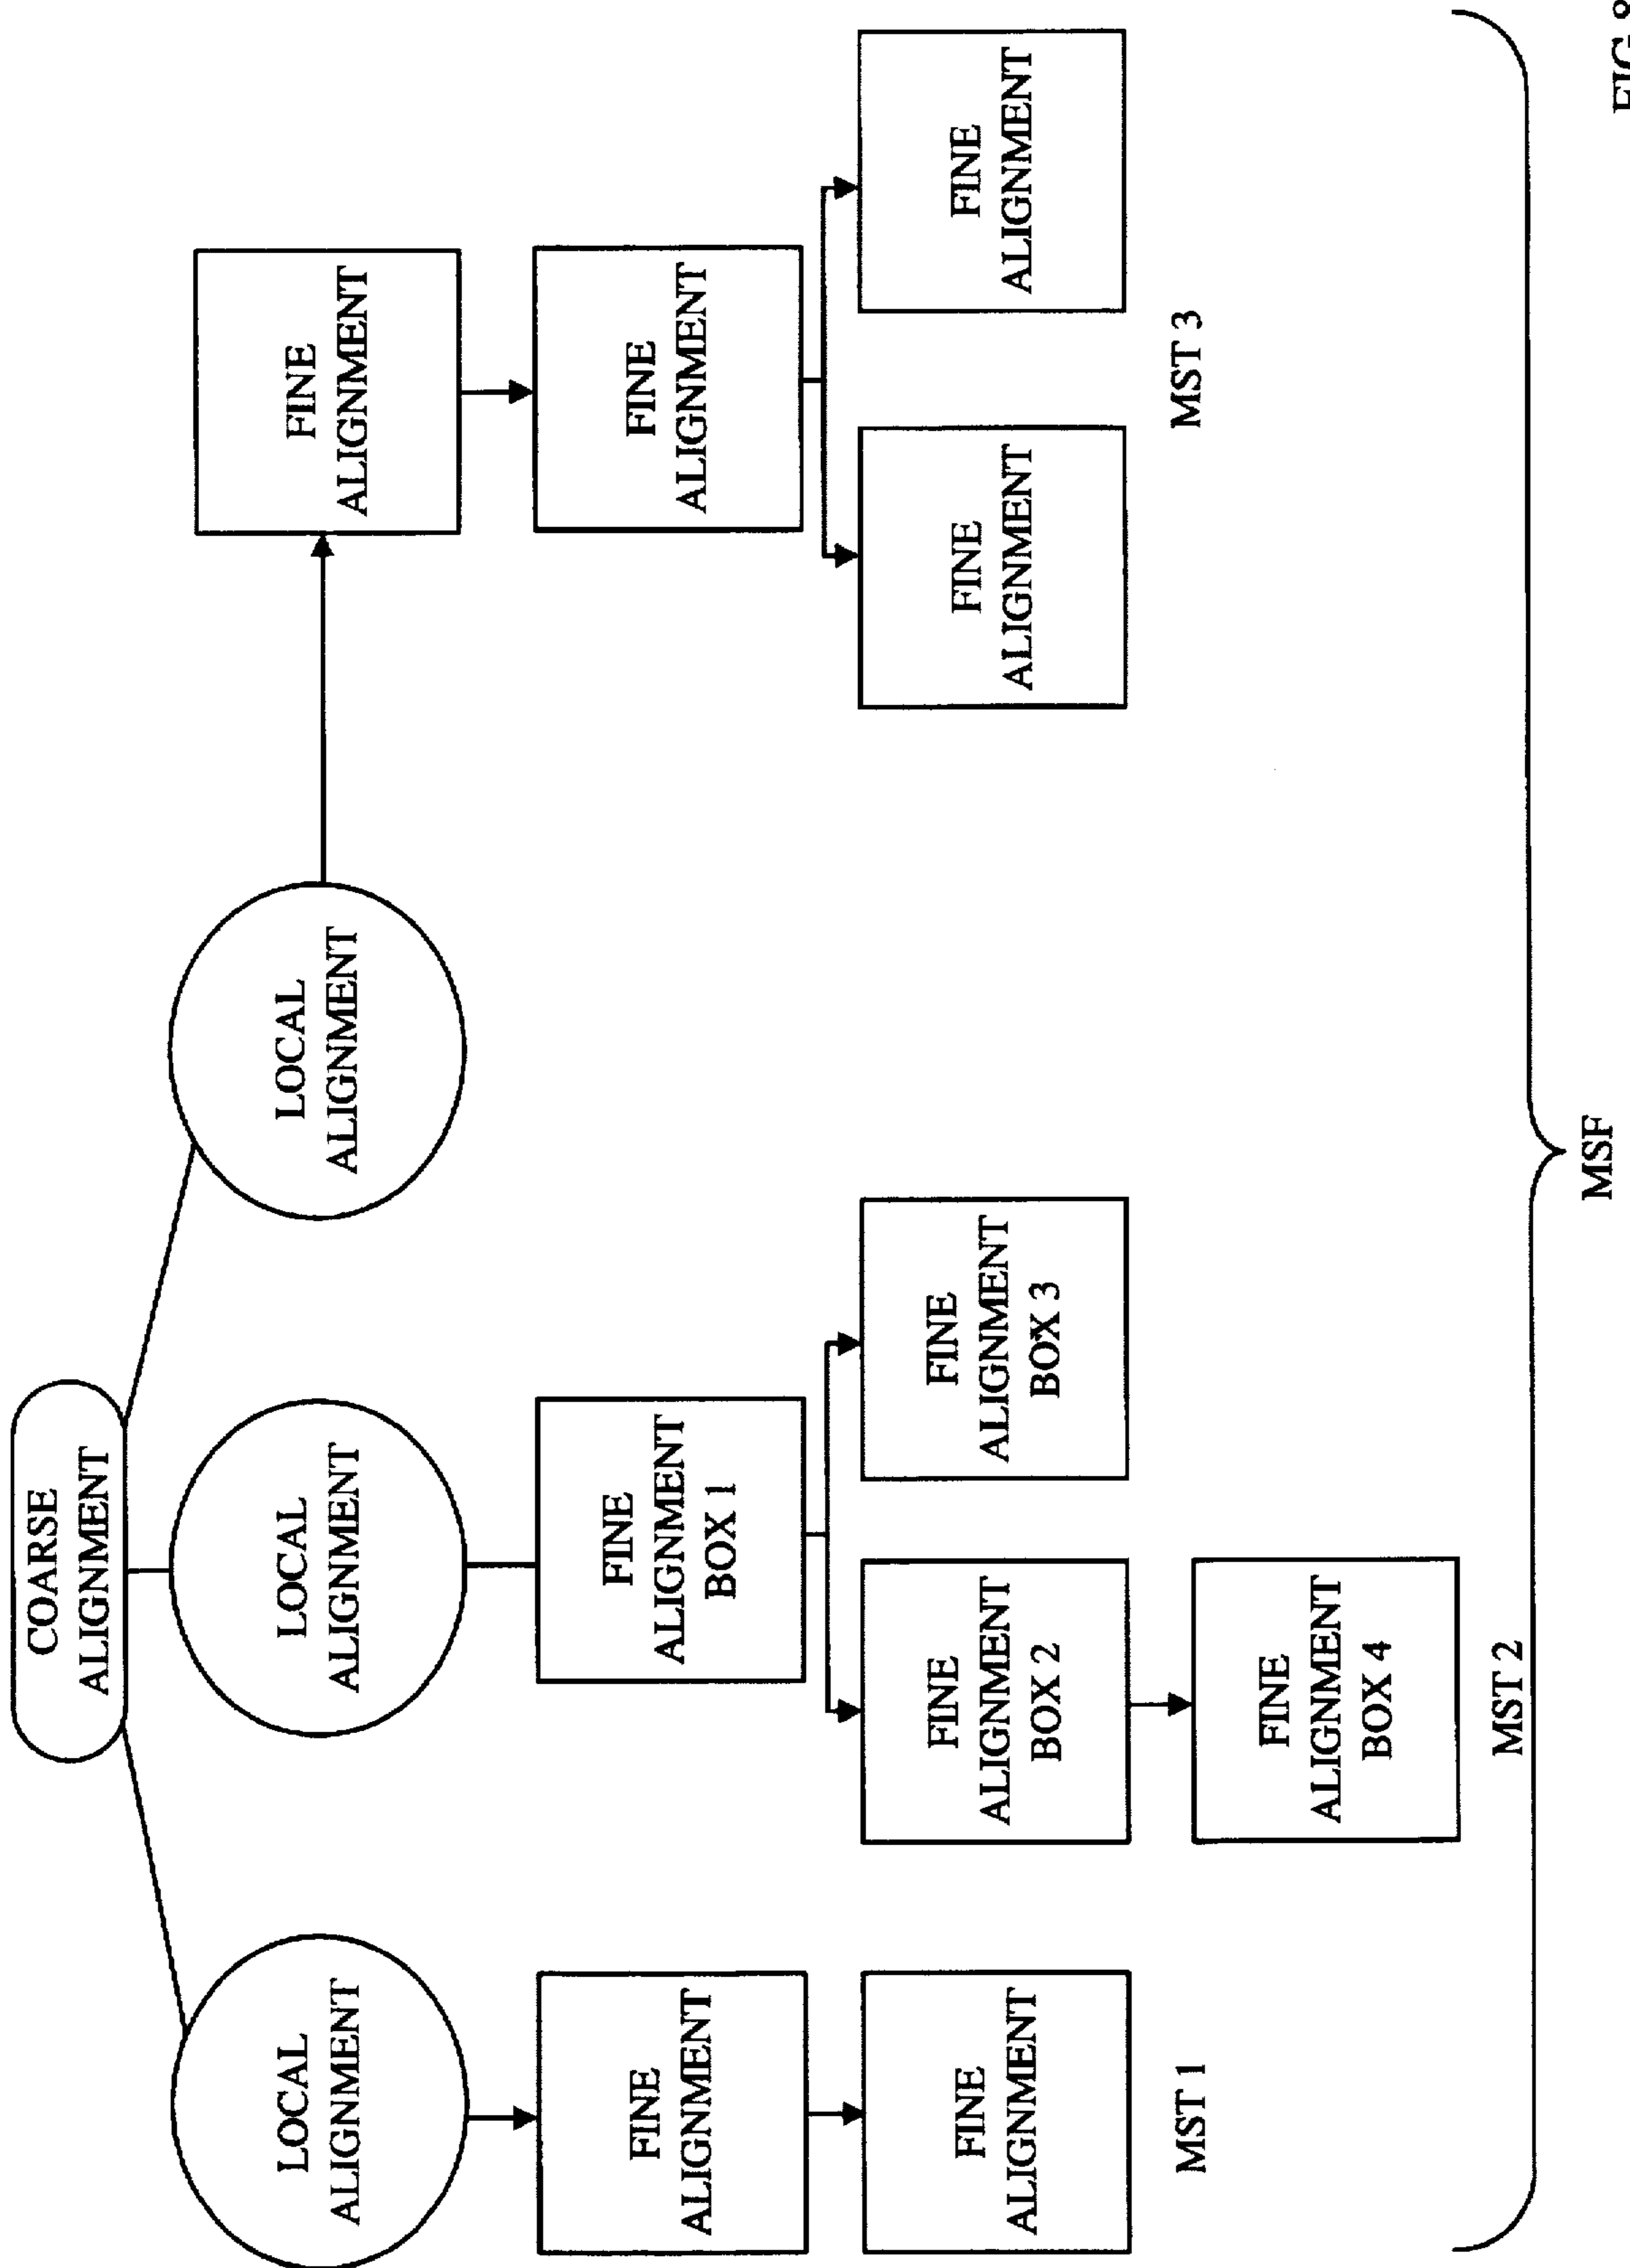 COARSE
ALIGNMENT
LOCAL
ALIGNMENT
FINE
ALIGNMENT
FINE
ALIGNMENT
MST 1
LOCAL
ALIGNMENT
FINE
ALIGNMENT
BOX 1
FINE
ALIGNMENT
BOX 2
FINE
ALIGNMENT
BOX 3
FINE
ALIGNMENT
BOX 4
MST 2
LOCAL
ALIGNMENT
FINE
ALIGNMENT
FINE
ALIGNMENT
FINE
ALIGNMENT
FINE
ALIGNMENT
MST 3
MSF
FIG 8